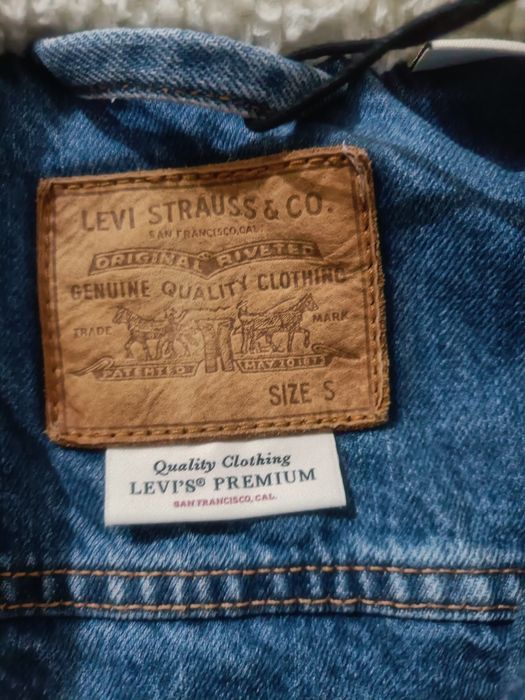 LEVI STRAUSS & CO.
SAN FRANCISCO, CAL.
ORIGINAL RIVETED
GENUINE QUALITY CLOTHING
TRADE MARK
PATENTED MAY 20 1873
SIZE S
Quality Clothing
LEVI'S® PREMIUM
SAN FRANCISCO, CAL.